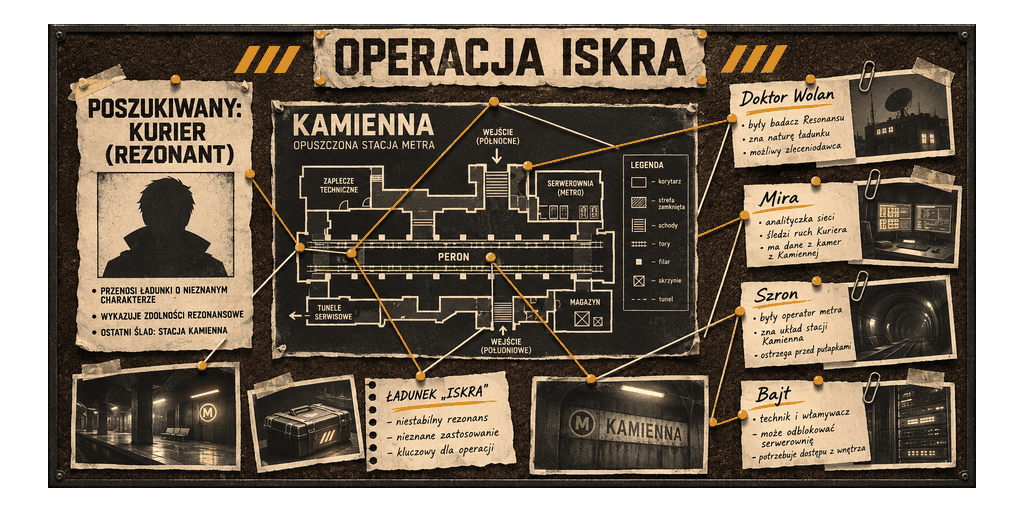 OPERACJA ISKRA
POSZUKIWANY:
KURIER
(REZONANT)
• PRZENOSI ŁADUNKI O NIEZNANYM
CHARAKTERZE
• WYKAZUJE ZDOLNOŚCI REZONANSOWE
• OSTATNI ŚLAD: STACJA KAMIENNA
KAMIENNA
OPUSZCZONA STACJA METRA
WEJŚCIE
(PÓŁNOCNE)
ZAPLECZE
TECHNICZNE
SERWEROWNIA
(METRO)
PERON
TUNELE
SERWISOWE
MAGAZYN
WEJŚCIE
(POŁUDNIOWE)
LEGENDA
– korytarz
– strefa
zamknięta
– schody
– tory
– filar
– skrzynie
– tunel
Doktor Wolan
• były badacz Resonansu
• zna naturę ładunku
• możliwy zleceniodawca
Mira
• analityczka sieci
• śledzi ruch Kuriera
• ma dane z kamer
z Kamiennej
Szron
• były operator metra
• zna układ stacji
Kamienna
• ostrzega przed pułapkami
Bajt
• technik i włamywacz
• może odblokować
serwerownię
• potrzebuje dostępu z wnętrza
M
ŁADUNEK „ISKRA”
– niestabilny rezonans
– nieznane zastosowanie
– kluczowy dla operacji
M KAMIENNA